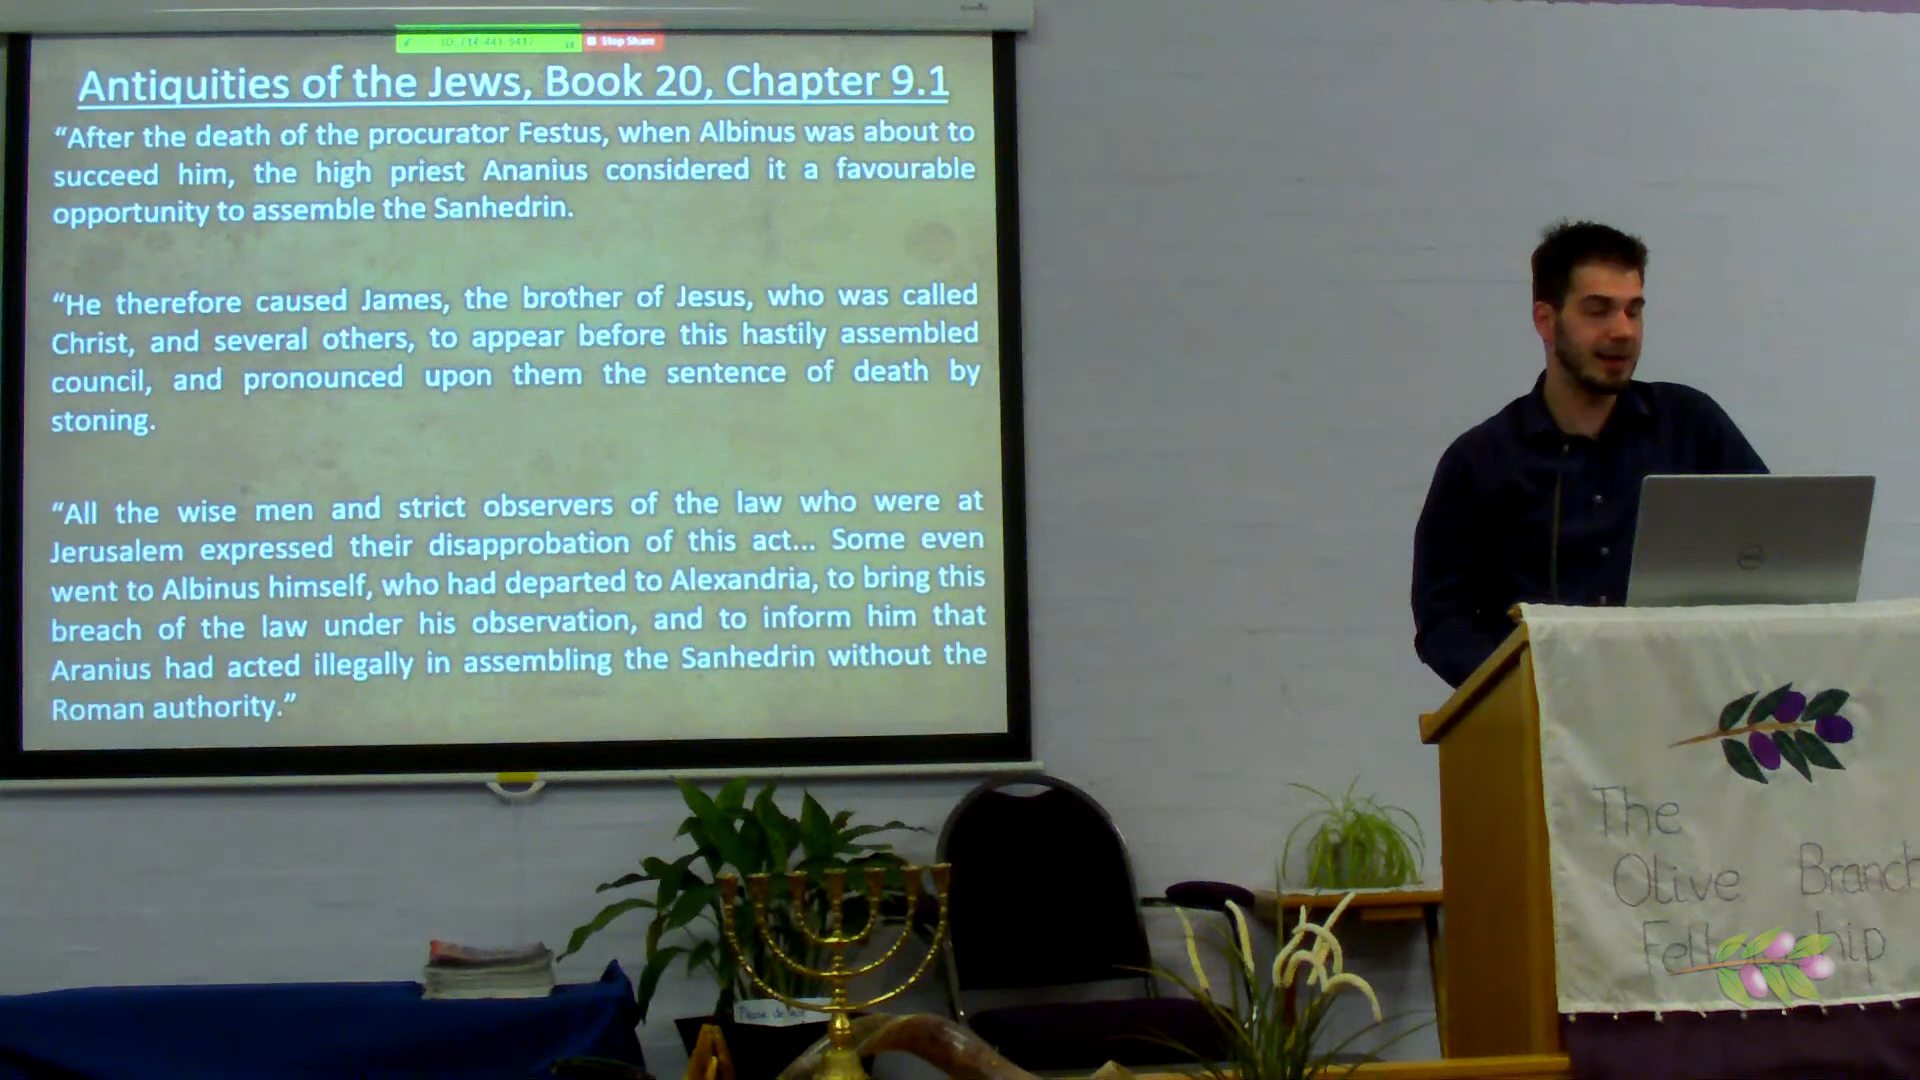 ID: 714-441-9417
Stop Share
Antiquities of the Jews, Book 20, Chapter 9.1
“After the death of the procurator Festus, when Albinus was about to
succeed him, the high priest Ananius considered it a favourable
opportunity to assemble the Sanhedrin.
“He therefore caused James, the brother of Jesus, who was called
Christ, and several others, to appear before this hastily assembled
council, and pronounced upon them the sentence of death by
stoning.
“All the wise men and strict observers of the law who were at
Jerusalem expressed their disapprobation of this act... Some even
went to Albinus himself, who had departed to Alexandria, to bring this
breach of the law under his observation, and to inform him that
Aranius had acted illegally in assembling the Sanhedrin without the
Roman authority.”
The
Olive Branch
Fellowship